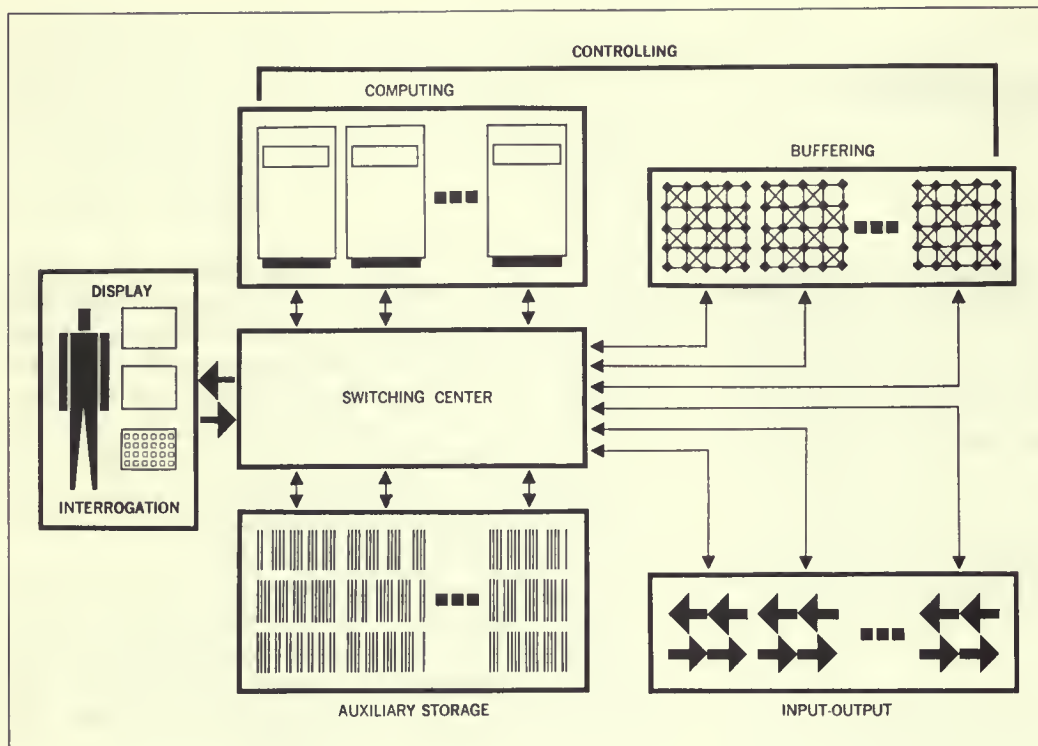 CONTROLLING
COMPUTING
BUFFERING
DISPLAY
SWITCHING CENTER
INTERROGATION
AUXILIARY STORAGE
INPUT-OUTPUT